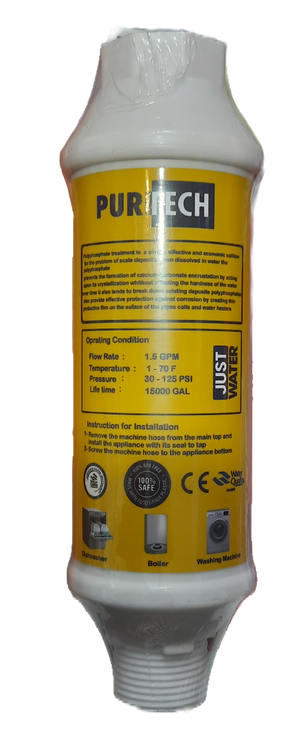 PURTECH
Polyphosphate treatment is a simple, effective and economic solution
for the problem of scale deposits when dissolved in water the
polyphosphate
prevents the formation of calcium carbonate encrustation by acting
upon its crystallization whithout affecting the hardness of the water
over time it also tends to break down existing deposits polyphosphate
also provide effective protection against corrosion by creating thin
protective film on the suface of the pipes coils and water heaters
Oprating Condition
Flow Rate : 1.5 GPM
Temperature : 1 - 70 F
Pressure : 30 - 125 PSI
Life time : 15000 GAL
JUST
WATER
Instruction for Installation
1- Remove the machine hose from the main top and
install the appliance with its seal to tap
2- Screw the machine hose to the appliance bottom
100%
SAFE
CE
Water
Quality
Dishwasher
Boiler
Washing Machine